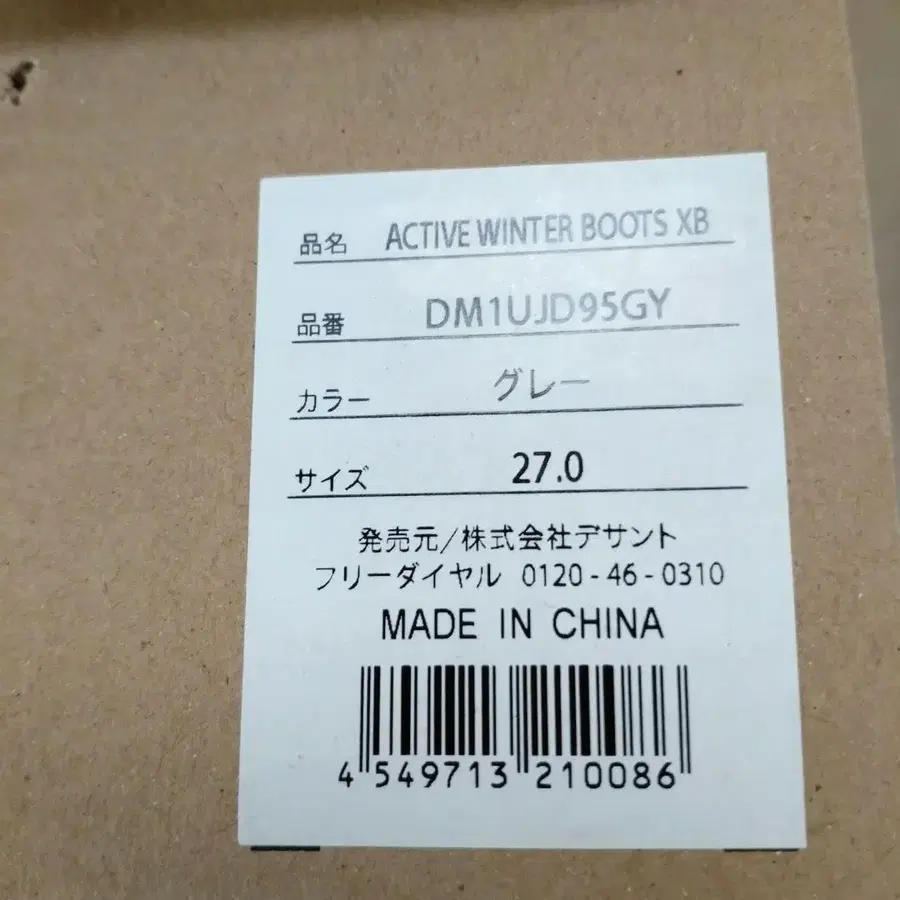 品名 ACTIVE WINTER BOOTS XB
品番 DM1UJD95GY
カラー グレー
サイズ 27.0
発売元/株式会社デサント
フリーダイヤル 0120-46-0310
MADE IN CHINA
4 549713 210086